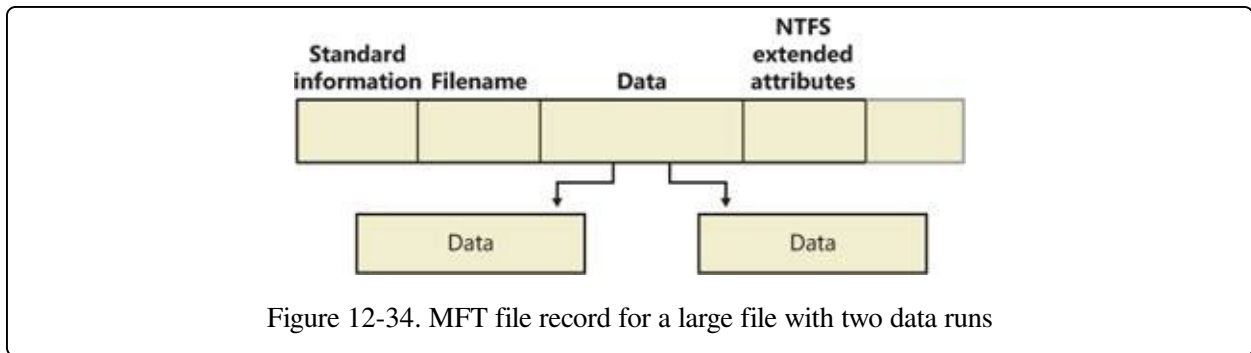 Standard
information
Filename
Data
NTFS
extended
attributes
Data
Data
Figure 12-34. MFT file record for a large file with two data runs